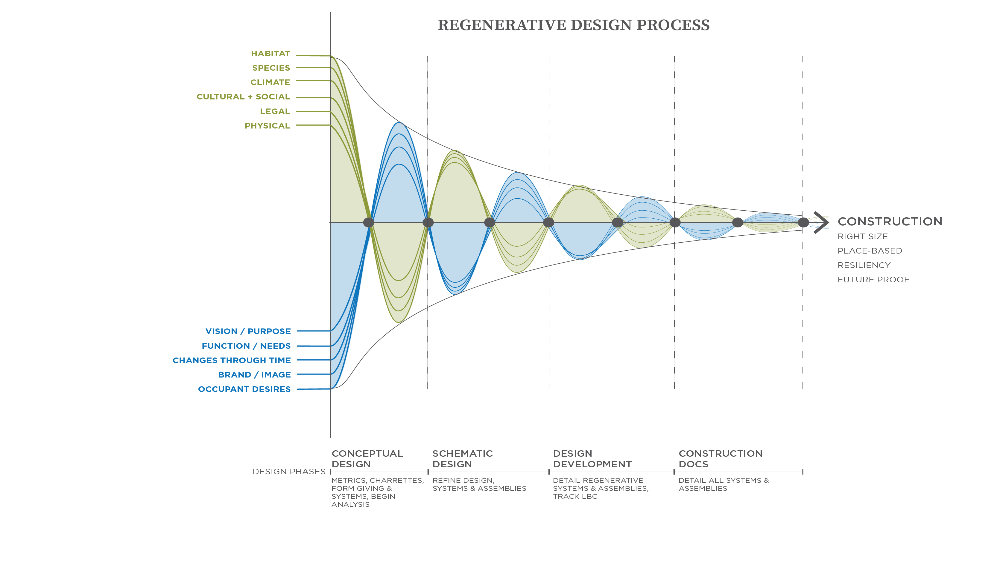 REGENERATIVE DESIGN PROCESS
HABITAT
SPECIES
CLIMATE
CULTURAL + SOCIAL
LEGAL
PHYSICAL
CONSTRUCTION
RIGHT SIZE
PLACE-BASED
RESILIENCY
FUTURE PROOF
VISION / PURPOSE
FUNCTION / NEEDS
CHANGES THROUGH TIME
BRAND / IMAGE
OCCUPANT DESIRES
DESIGN PHASES
CONCEPTUAL
DESIGN
METRICS, CHARRETTES,
FORM GIVING &
SYSTEMS, BEGIN
ANALYSIS
SCHEMATIC
DESIGN
REFINE DESIGN,
SYSTEMS & ASSEMBLIES
DESIGN
DEVELOPMENT
DETAIL REGENERATIVE
SYSTEMS & ASSEMBLIES,
TRACK LBC
CONSTRUCTION
DOCS
DETAIL ALL SYSTEMS &
ASSEMBLIES